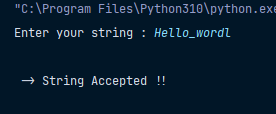 "C:\Program Files\Python310\python.exe
Enter your string : Hello_wordl
-> String Accepted !!